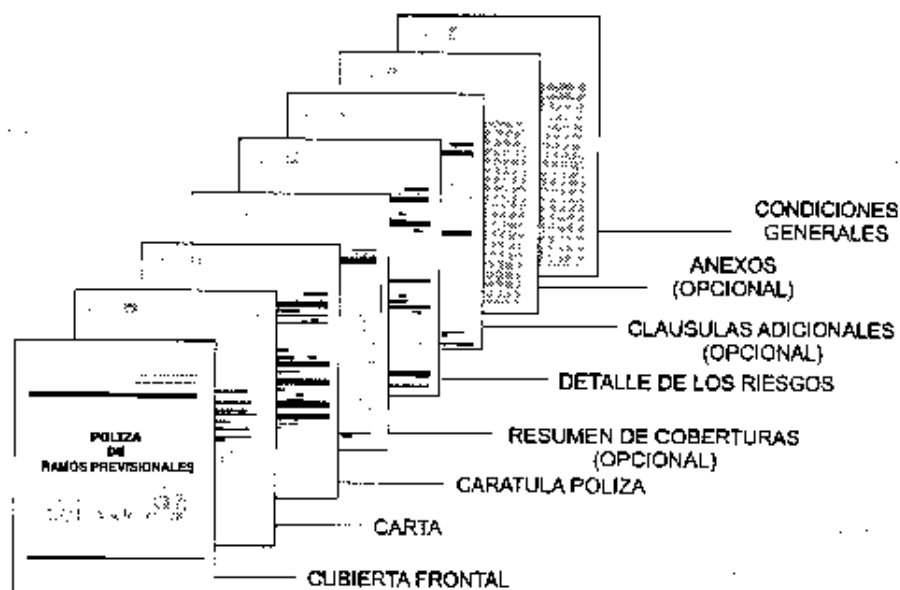 CONDICIONES
GENERALES
ANEXOS
(OPCIONAL)
CLAUSULAS ADICIONALES
(OPCIONAL)
DETALLE DE LOS RIESGOS
RESUMEN DE COBERTURAS
(OPCIONAL)
CARATULA POLIZA
CARTA
CUBIERTA FRONTAL
POLIZA
DE
RAMOS PREVISIONALES